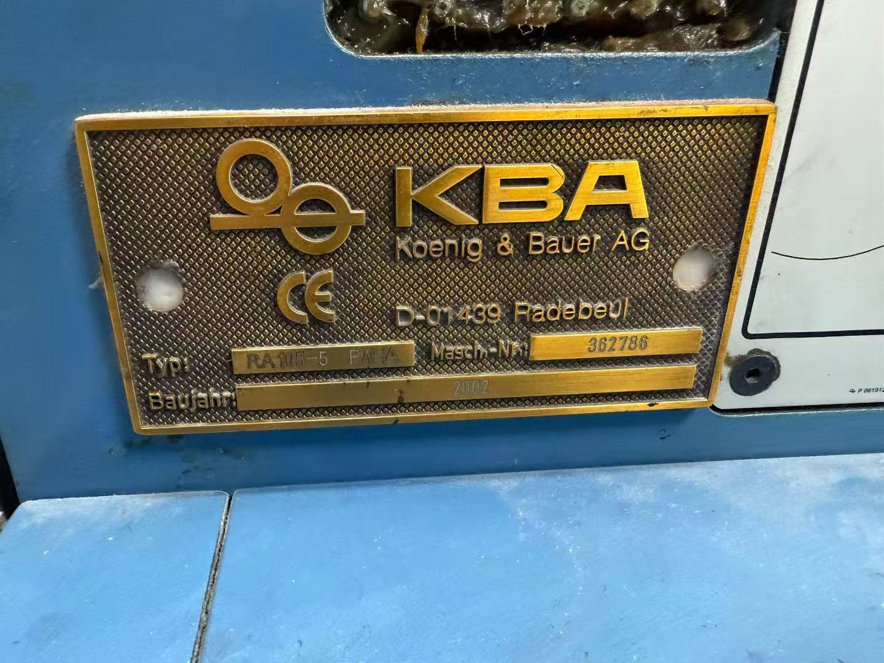 KBA
Koenig & Bauer AG
CE
D-01439 Radebeul
Typ: RA105-5 Masch.-Nr.: 362786
Baujahr: 2002